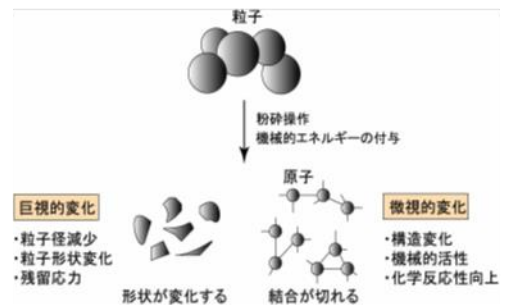 粒子
粉砕操作
機械的エネルギーの付与
巨視的変化
・粒子径減少
・粒子形状変化
・残留応力
形状が変化する
原子
結合が切れる
微視的変化
・構造変化
・機械的活性
・化学反応性向上